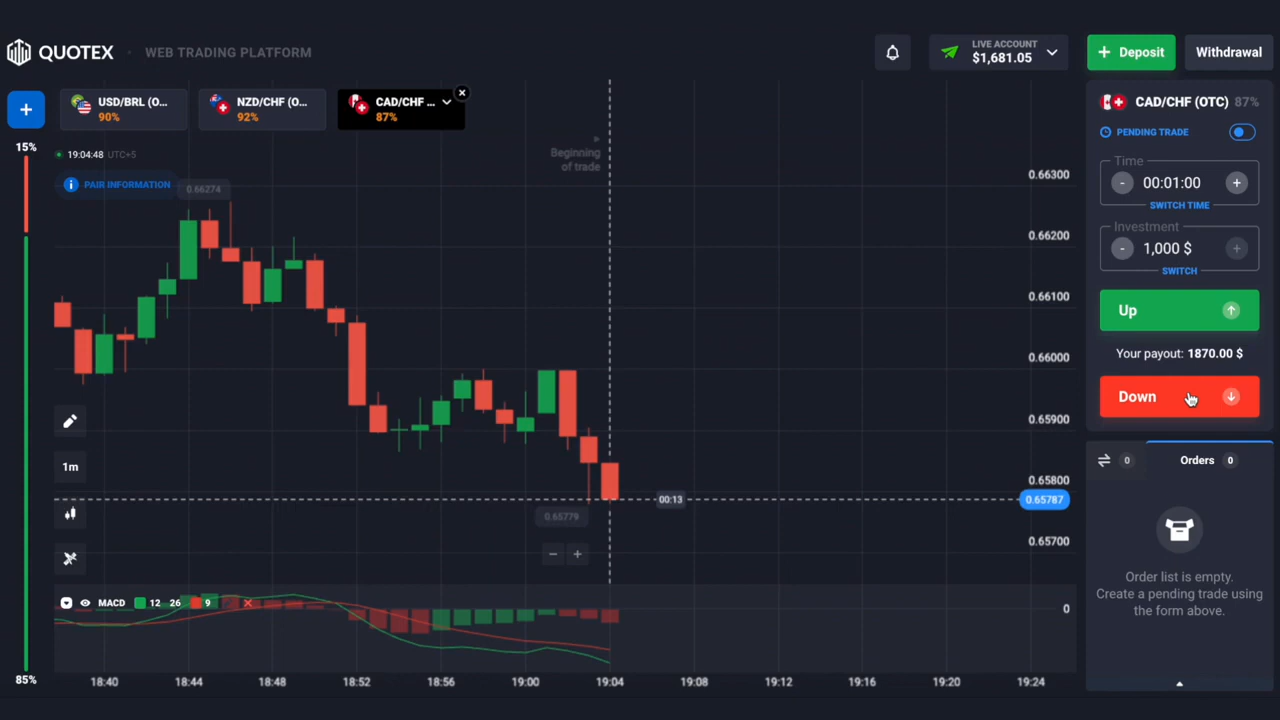 QUOTEX
WEB TRADING PLATFORM
LIVE ACCOUNT
$1,681.05
+ Deposit
Withdrawal
+
USD/BRL (O...
90%
NZD/CHF (O...
92%
CAD/CHF ...
87%
CAD/CHF (OTC) 87%
PENDING TRADE
Time
- 00:01:00 +
SWITCH TIME
Investment
- 1,000 $ +
SWITCH
Up
Your payout: 1870.00 $
Down
0
Orders 0
Order list is empty.
Create a pending trade using
the form above.
15%
85%
19:04:48 UTC+5
PAIR INFORMATION
0.66274
Beginning
of trade
0.66300
0.66200
0.66100
0.66000
0.65900
0.65800
0.65787
0.65700
00:13
0.65779
1m
− +
MACD 12 26 9
0
18:40 18:44 18:48 18:52 18:56 19:00 19:04 19:08 19:12 19:16 19:20 19:24